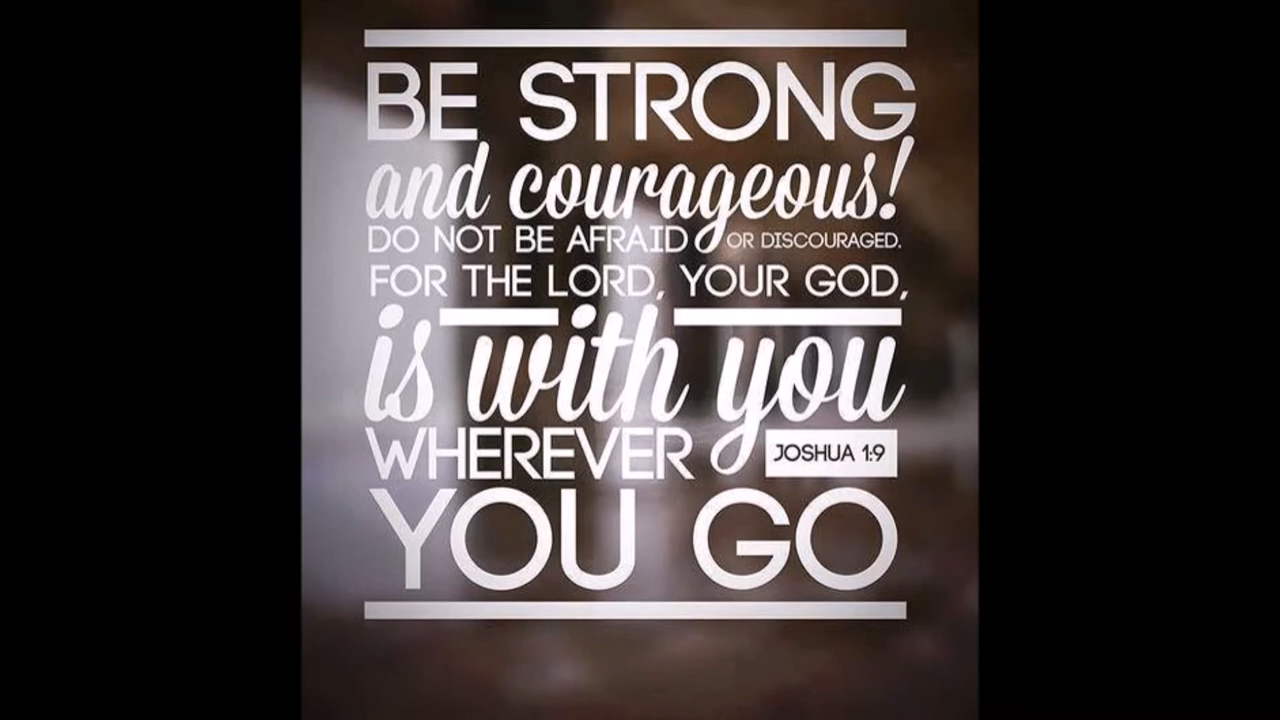 BE STRONG
and courageous!
DO NOT BE AFRAID OR DISCOURAGED.
FOR THE LORD, YOUR GOD,
is with you
WHEREVER
JOSHUA 1:9
YOU GO